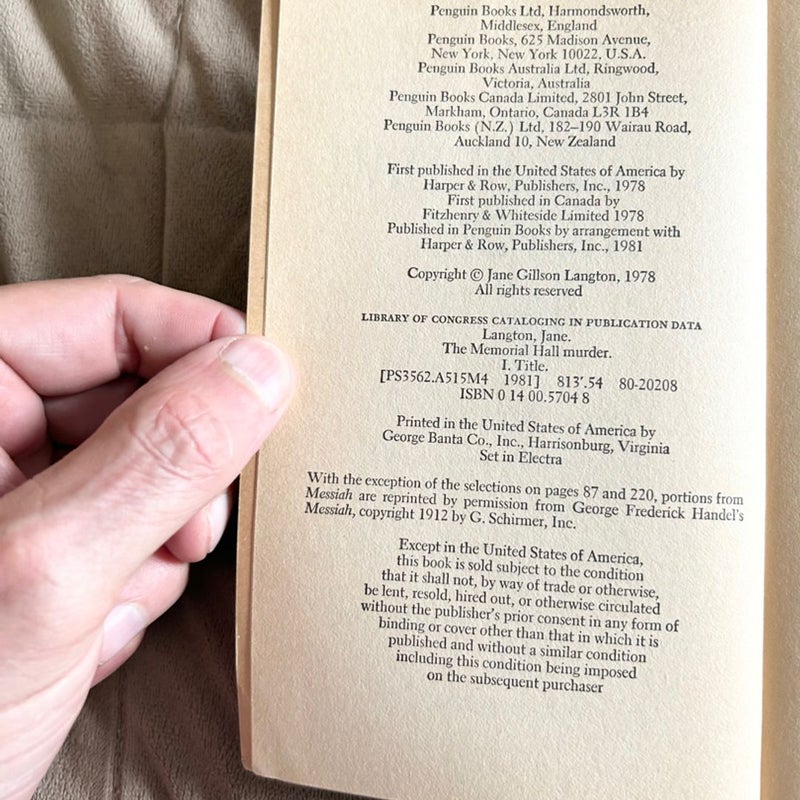 Penguin Books Ltd, Harmondsworth,
Middlesex, England
Penguin Books, 625 Madison Avenue,
New York, New York 10022, U.S.A.
Penguin Books Australia Ltd, Ringwood,
Victoria, Australia
Penguin Books Canada Limited, 2801 John Street,
Markham, Ontario, Canada L3R 1B4
Penguin Books (N.Z.) Ltd, 182–190 Wairau Road,
Auckland 10, New Zealand
First published in the United States of America by
Harper & Row, Publishers, Inc., 1978
First published in Canada by
Fitzhenry & Whiteside Limited 1978
Published in Penguin Books by arrangement with
Harper & Row, Publishers, Inc., 1981
Copyright © Jane Gillson Langton, 1978
All rights reserved
LIBRARY OF CONGRESS CATALOGING IN PUBLICATION DATA
Langton, Jane.
The Memorial Hall murder.
I. Title.
[PS3562.A515M4 1981] 813'.54 80-20208
ISBN 0 14 00.5704 8
Printed in the United States of America by
George Banta Co., Inc., Harrisonburg, Virginia
Set in Electra
With the exception of the selections on pages 87 and 220, portions from
Messiah are reprinted by permission from George Frederick Handel's
Messiah, copyright 1912 by G. Schirmer, Inc.
Except in the United States of America,
this book is sold subject to the condition
that it shall not, by way of trade or otherwise,
be lent, resold, hired out, or otherwise circulated
without the publisher's prior consent in any form of
binding or cover other than that in which it is
published and without a similar condition
including this condition being imposed
on the subsequent purchaser